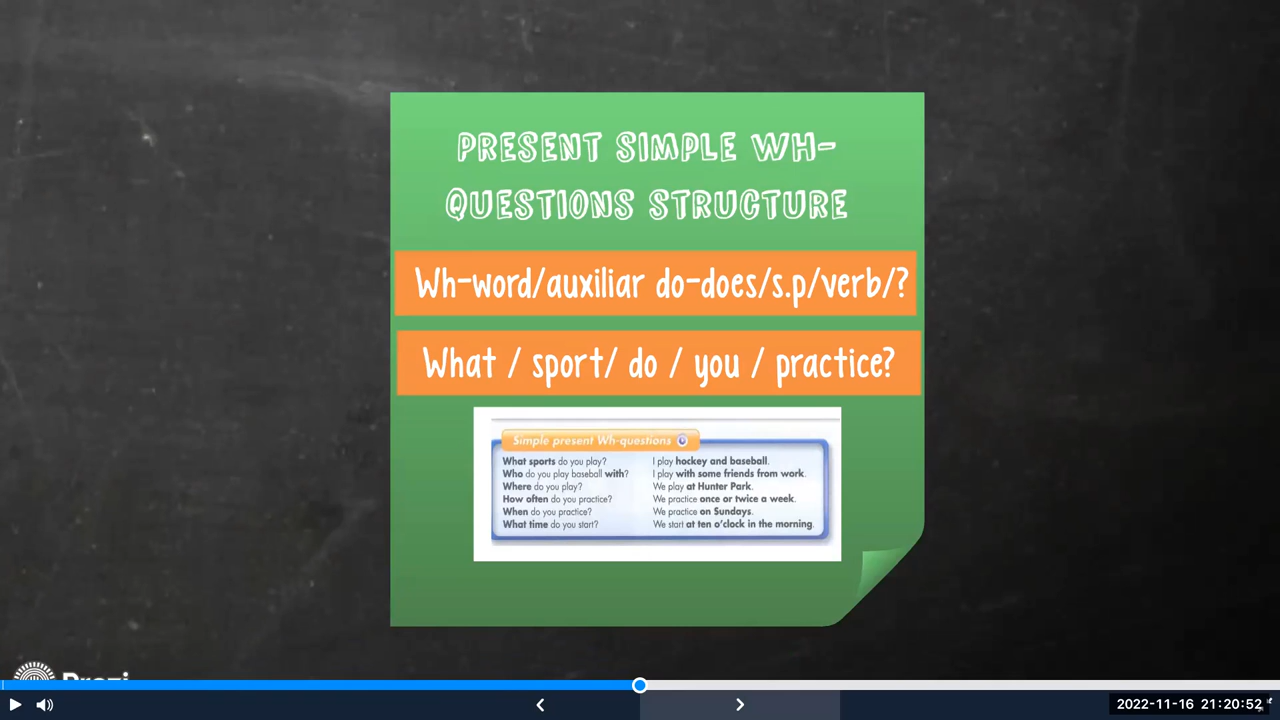 PRESENT SIMPLE WH-
QUESTIONS STRUCTURE
Wh-word/auxiliar do-does/s.p/verb/?
What / sport/ do / you / practice?
Simple present Wh-questions
What sports do you play? I play hockey and baseball.
Who do you play baseball with? I play with some friends from work.
Where do you play? We play at Hunter Park.
How often do you practice? We practice once or twice a week.
When do you practice? We practice on Sundays.
What time do you start? We start at ten o'clock in the morning.
Prezi
2022-11-16 21:20:52